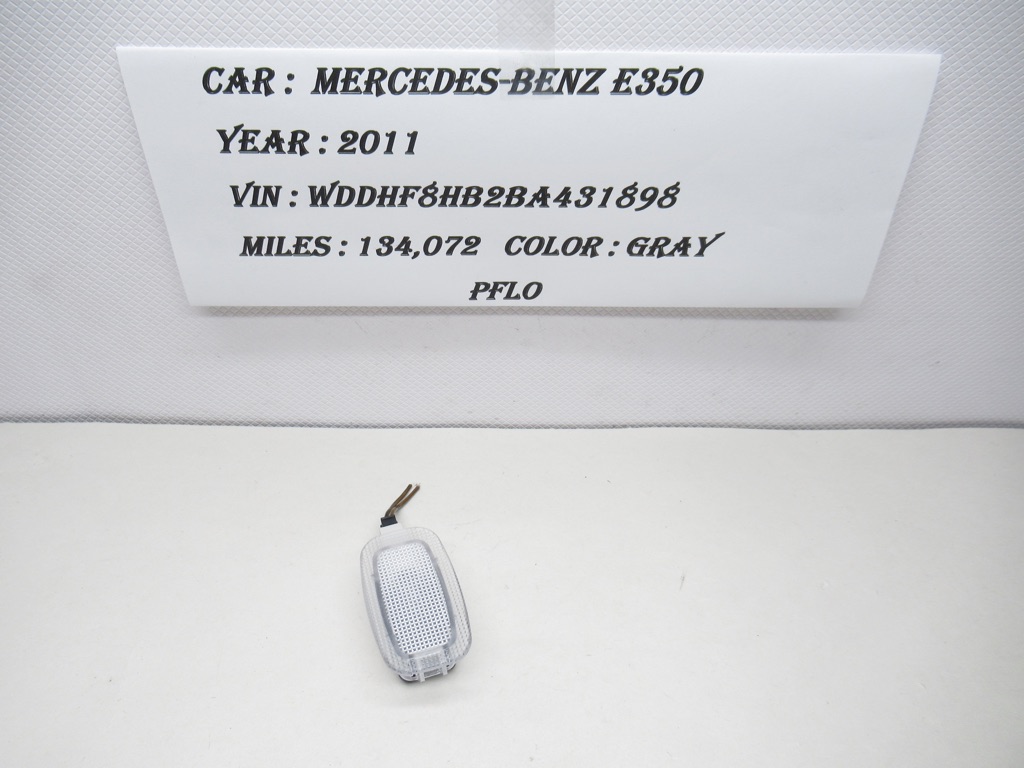 CAR : MERCEDES-BENZ E350
YEAR : 2011
VIN : WDDHF8HB2BA431898
MILES : 134,072 COLOR : GRAY
PFLO